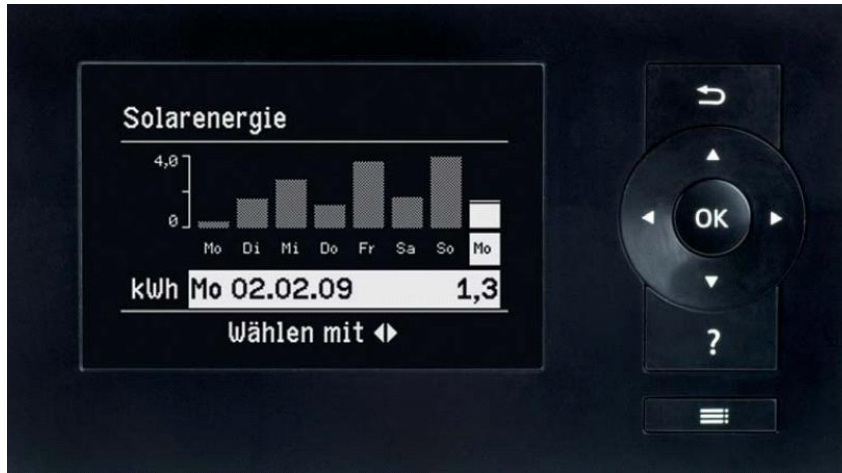 Solarenergie
4,0
0
Mo Di Mi Do Fr Sa So Mo
kWh Mo 02.02.09 1,3
Wählen mit
OK
?